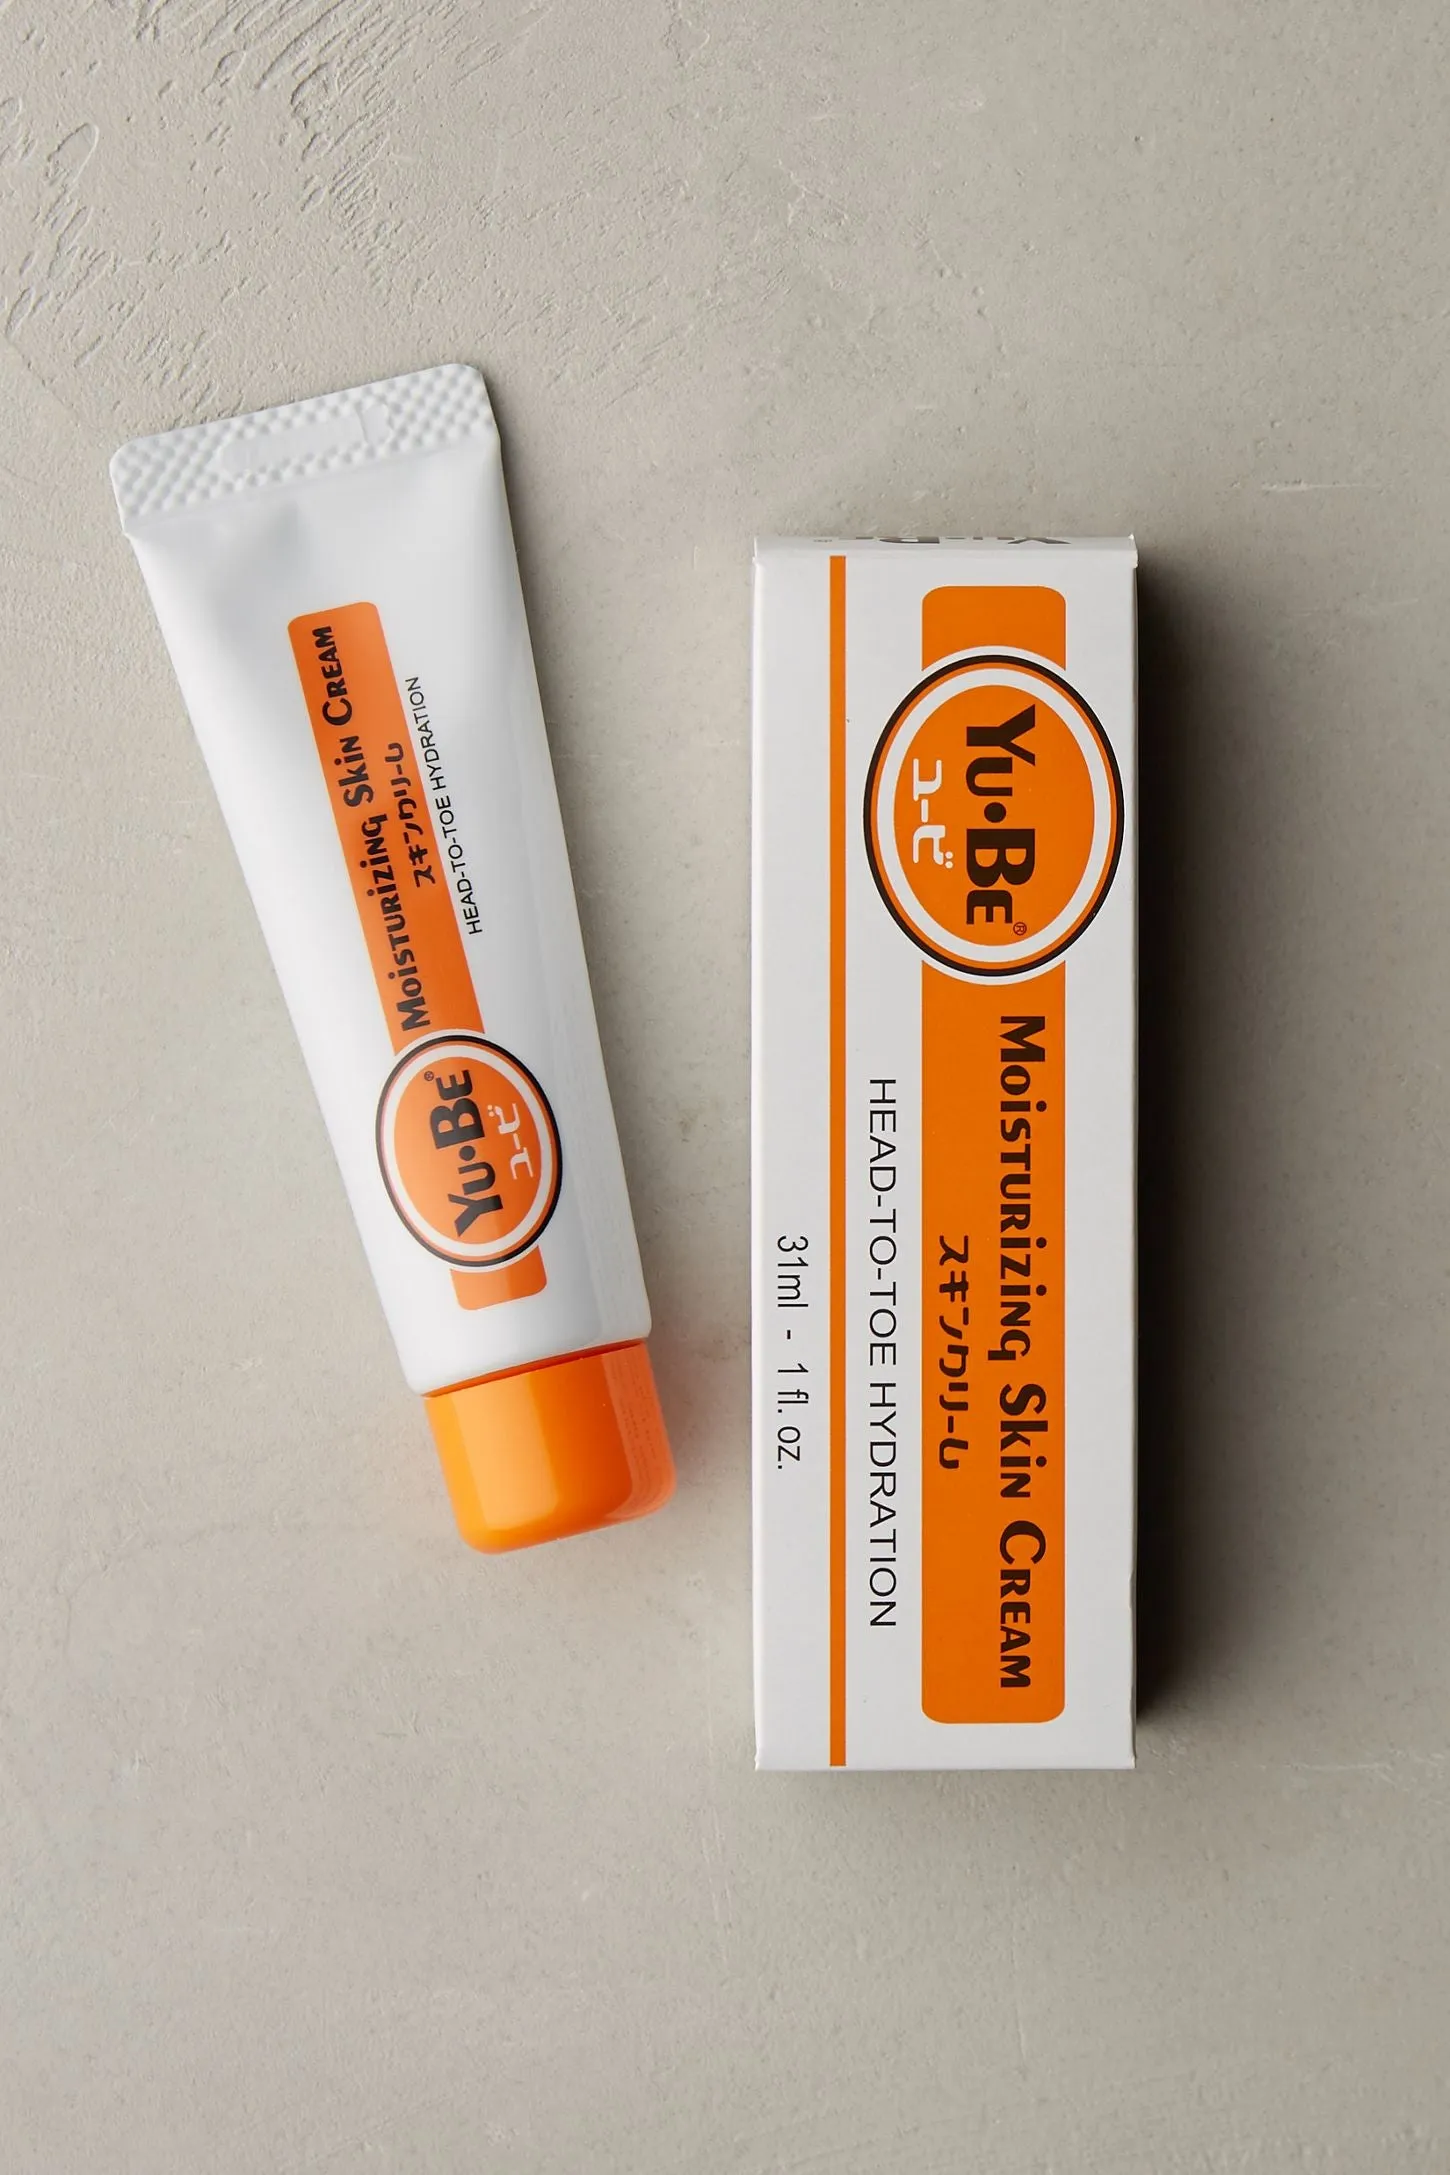 Moisturizing Skin Cream
スキンクリーム
HEAD-TO-TOE HYDRATION
Yu•Be®
ユービ
Yu•Be®
ユービ
Moisturizing Skin Cream
スキンクリーム
HEAD-TO-TOE HYDRATION
31ml - 1 fl. oz.